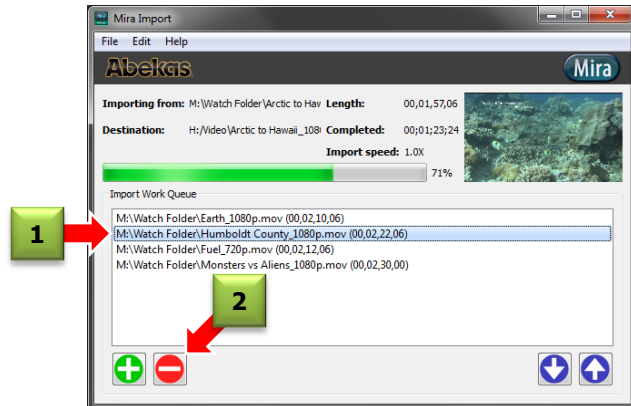 Mira Import
File Edit Help
Abekas
Mira
Importing from: M:\Watch Folder\Arctic to Hav Length: 00,01,57,06
Destination: H:/Video\Arctic to Hawaii_108( Completed: 00;01;23;24
Import speed: 1.0X
71%
Import Work Queue
M:\Watch Folder\Earth_1080p.mov (00,02,10,06)
1
M:\Watch Folder\Humboldt County_1080p.mov (00,02,22,06)
M:\Watch Folder\Fuel_720p.mov (00,02,12,06)
M:\Watch Folder\Monsters vs Aliens_1080p.mov (00,02,30,00)
2